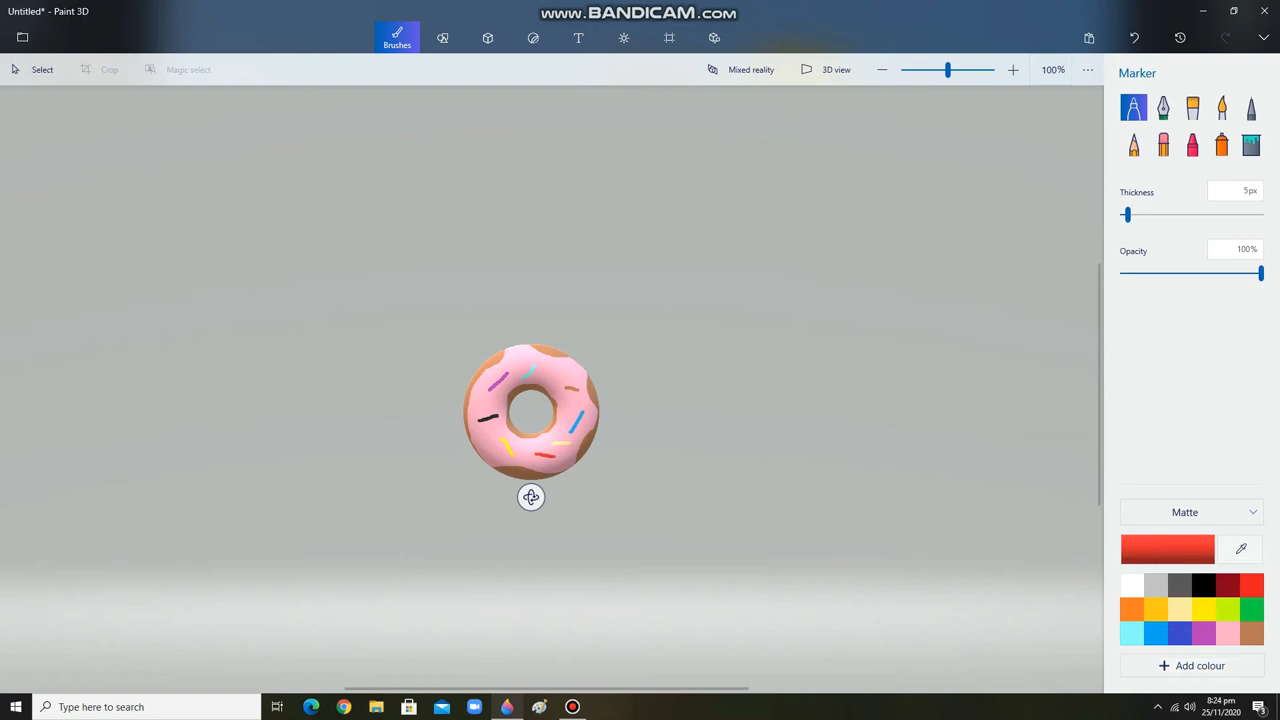 Untitled* - Paint 3D
www.BANDICAM.com
Brushes
Select
Crop
Magic select
Mixed reality
3D view
100%
Marker
Thickness
5px
Opacity
100%
Matte
Add colour
Type here to search
8:24 pm
25/11/2020
3